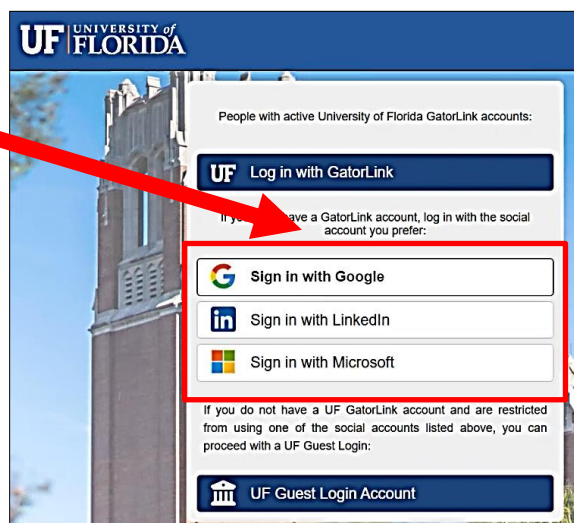 UF UNIVERSITY of
FLORIDA
People with active University of Florida GatorLink accounts:
UF Log in with GatorLink
have a GatorLink account, log in with the social
account you prefer:
G Sign in with Google
in Sign in with LinkedIn
Sign in with Microsoft
If you do not have a UF GatorLink account and are restricted
from using one of the social accounts listed above, you can
proceed with a UF Guest Login:
UF Guest Login Account